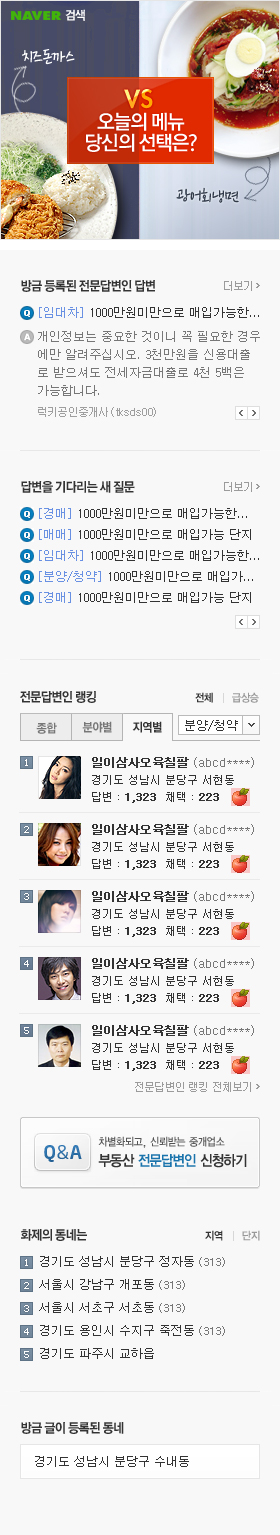 NAVER 검색
치즈돈까스
VS
오늘의 메뉴
당신의 선택은?
광어회냉면
방금 등록된 전문답변인 답변
더보기 >
Q [임대차] 1000만원미만으로 매입가능한...
A 개인정보는 중요한 것이니 꼭 필요한 경우
에만 알려주십시오. 3천만원을 신용대출
로 받으셔도 전세자금대출로 4천 5백은
가능합니다.
럭키공인중개사(tksds00)
< >
답변을 기다리는 새 질문
더보기 >
Q [경매] 1000만원미만으로 매입가능한...
Q [매매] 1000만원미만으로 매입가능 단지
Q [임대차] 1000만원미만으로 매입가능한...
Q [분양/청약] 1000만원미만으로 매입가...
Q [경매] 1000만원미만으로 매입가능 단지
< >
전문답변인 랭킹
전체 | 급상승
종합 분야별 지역별 분양/청약
1 일이삼사오육칠팔 (abcd****)
경기도 성남시 분당구 서현동
답변 : 1,323 채택 : 223
2 일이삼사오육칠팔 (abcd****)
경기도 성남시 분당구 서현동
답변 : 1,323 채택 : 223
3 일이삼사오육칠팔 (abcd****)
경기도 성남시 분당구 서현동
답변 : 1,323 채택 : 223
4 일이삼사오육칠팔 (abcd****)
경기도 성남시 분당구 서현동
답변 : 1,323 채택 : 223
5 일이삼사오육칠팔 (abcd****)
경기도 성남시 분당구 서현동
답변 : 1,323 채택 : 223
전문답변인 랭킹 전체보기 >
Q&A
차별화되고, 신뢰받는 중개업소
부동산 전문답변인 신청하기
화제의 동네는
지역 | 단지
1 경기도 성남시 분당구 정자동 (313)
2 서울시 강남구 개포동 (313)
3 서울시 서초구 서초동 (313)
4 경기도 용인시 수지구 죽전동 (313)
5 경기도 파주시 교하읍
방금 글이 등록된 동네
경기도 성남시 분당구 수내동